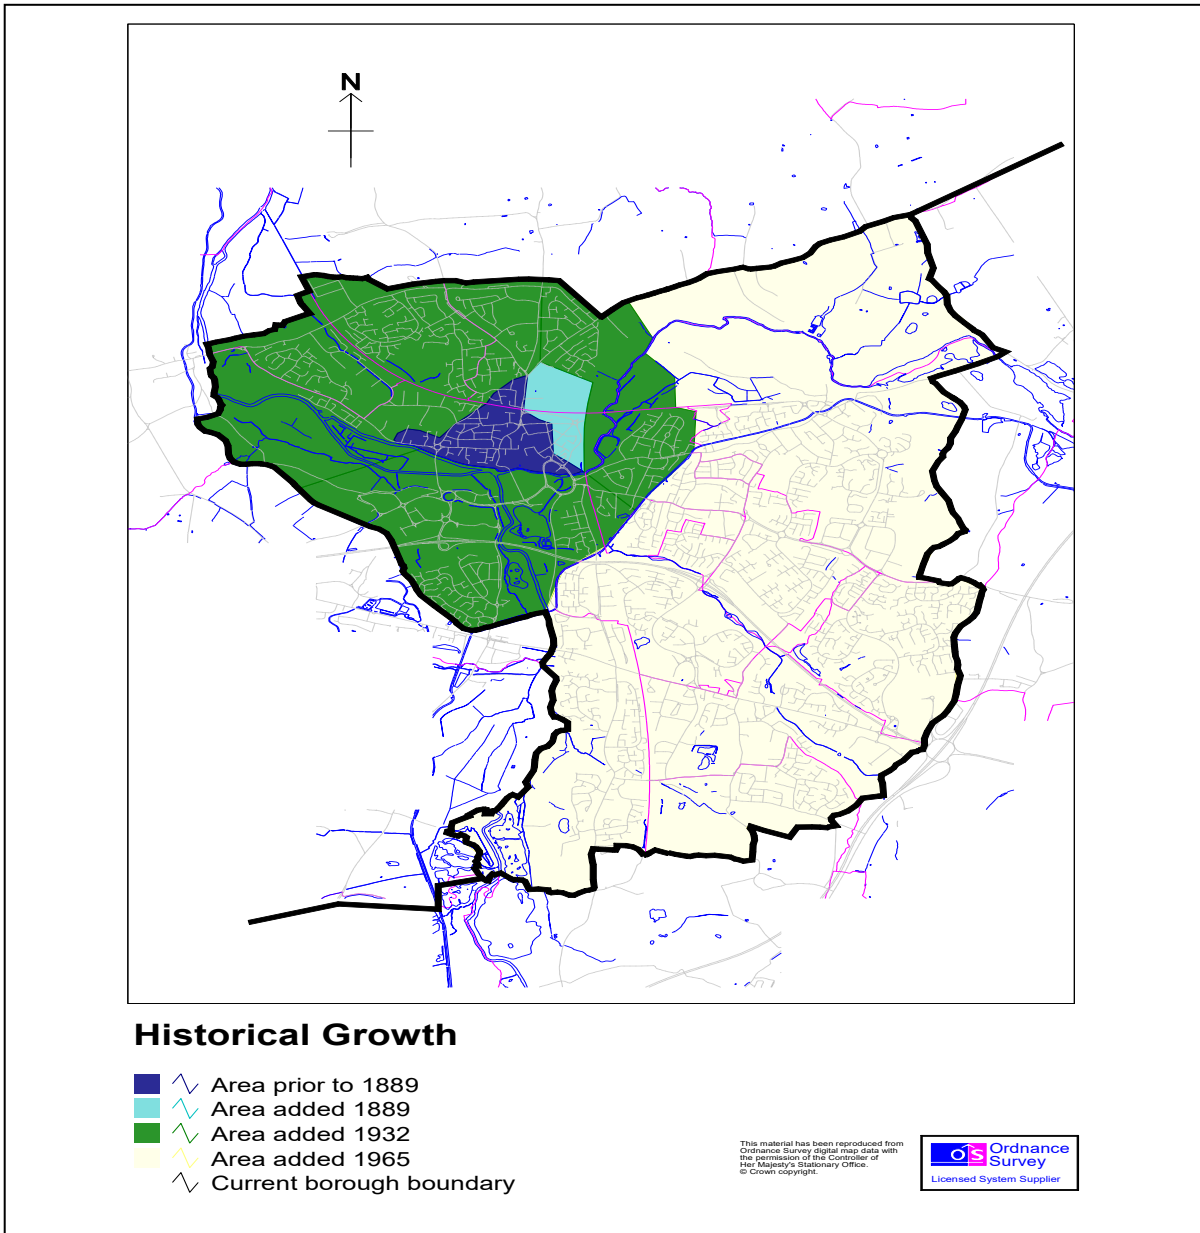 N
Historical Growth
Area prior to 1889
Area added 1889
Area added 1932
Area added 1965
Current borough boundary
This material has been reproduced from
Ordnance Survey digital map data with
the permission of the Controller of
Her Majesty's Stationary Office.
© Crown copyright.
OS Ordnance
Survey
Licensed System Supplier